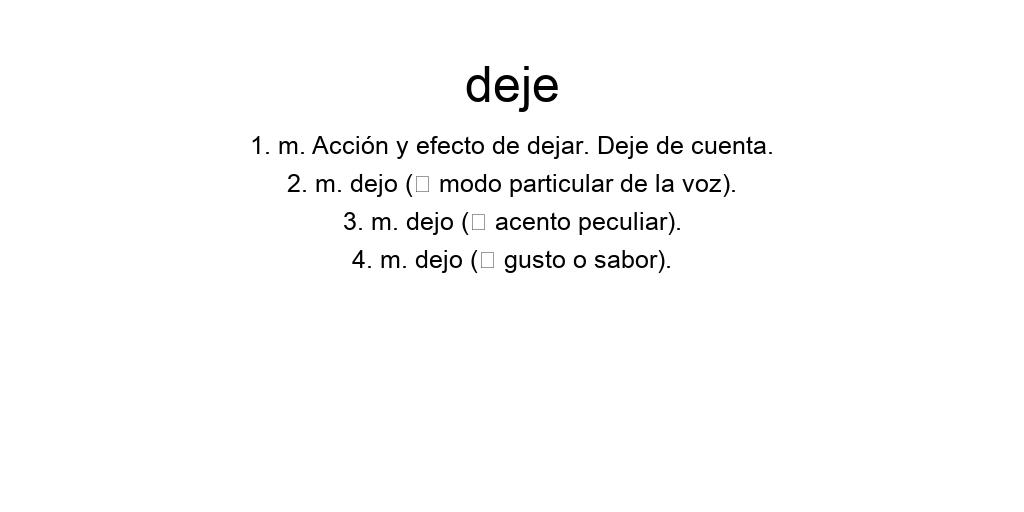 deje
1. m. Acción y efecto de dejar. Deje de cuenta.
2. m. dejo (□ modo particular de la voz).
3. m. dejo (□ acento peculiar).
4. m. dejo (□ gusto o sabor).